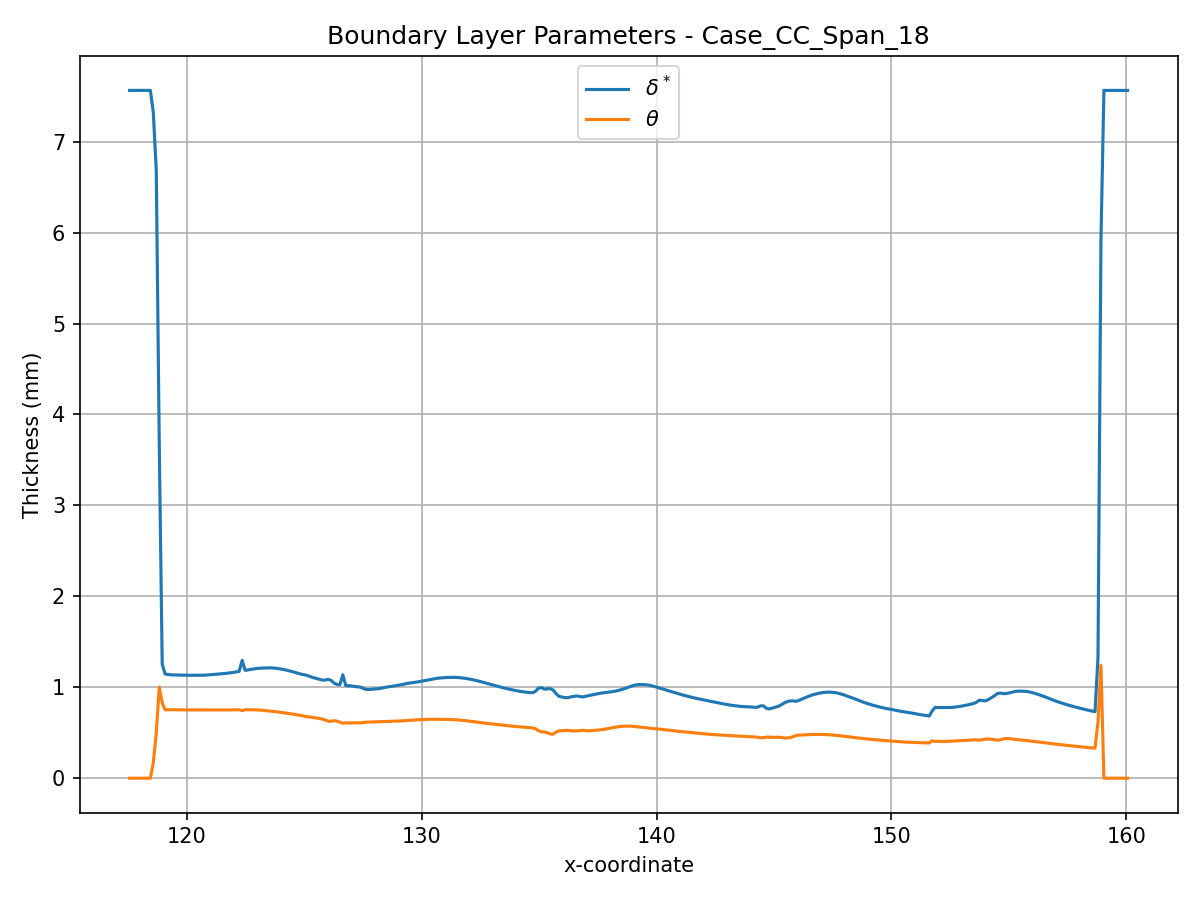 Boundary Layer Parameters - Case_CC_Span_18
δ*
θ
Thickness (mm)
7
6
5
4
3
2
1
0
120 130 140 150 160
x-coordinate